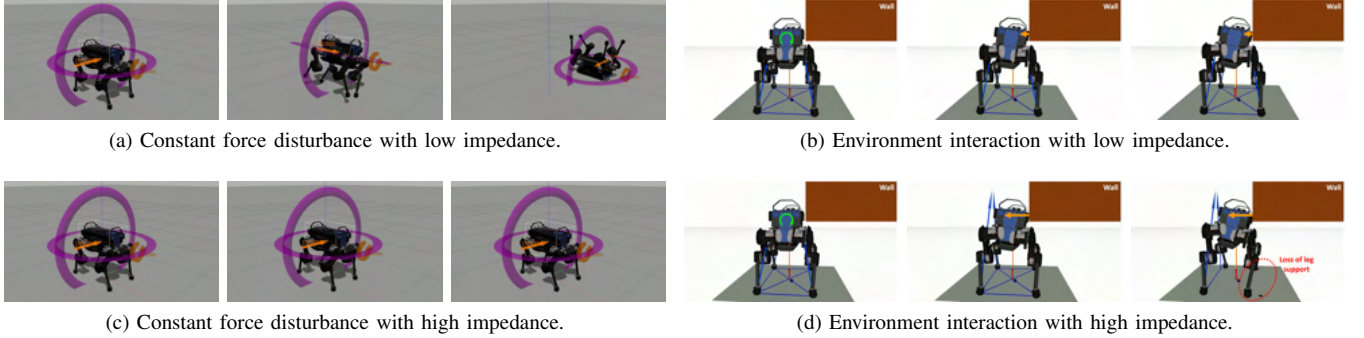 Wall
Wall
Wall
(a) Constant force disturbance with low impedance.
(b) Environment interaction with low impedance.
Wall
Wall
Wall
Loss of leg
support
(c) Constant force disturbance with high impedance.
(d) Environment interaction with high impedance.